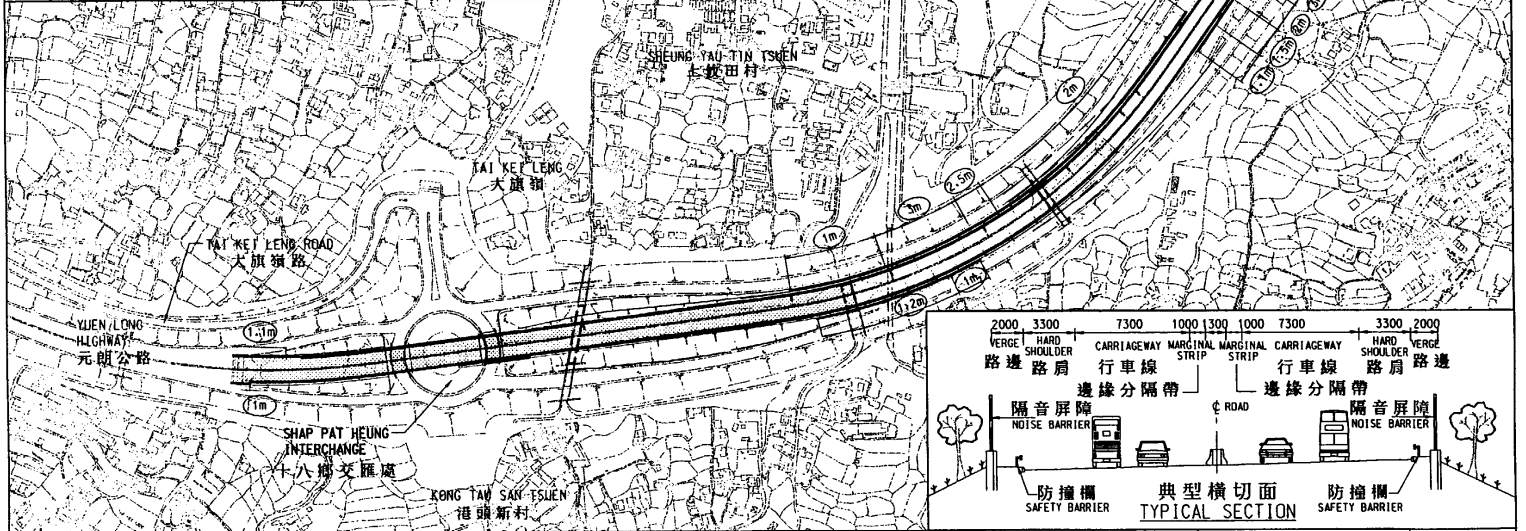 SHEUNG YAU TIN TSUEN
上攸田村
TAI KEI LENG
大旗嶺
TAI KEI LENG ROAD
大旗嶺路
YUEN LONG
HIGHWAY
元朗公路
SHAP PAT HEUNG
INTERCHANGE
十八鄉交匯處
KONG TAU SAN TSUEN
港頭新村
1.1m
1m
1m
3m
2.5m
2m
1.2m
1m
1.1m
1.5m
2m
2000 3300 7300 1000 1300 1000 7300 3300 2000
VERGE HARD SHOULDER CARRIAGEWAY MARGINAL STRIP MARGINAL STRIP CARRIAGEWAY HARD SHOULDER VERGE
路邊 路肩 行車線 行車線 路肩 路邊
邊緣分隔帶 邊緣分隔帶
℄ ROAD
隔音屏障 隔音屏障
NOISE BARRIER NOISE BARRIER
防撞欄 典型橫切面 防撞欄
SAFETY BARRIER TYPICAL SECTION SAFETY BARRIER